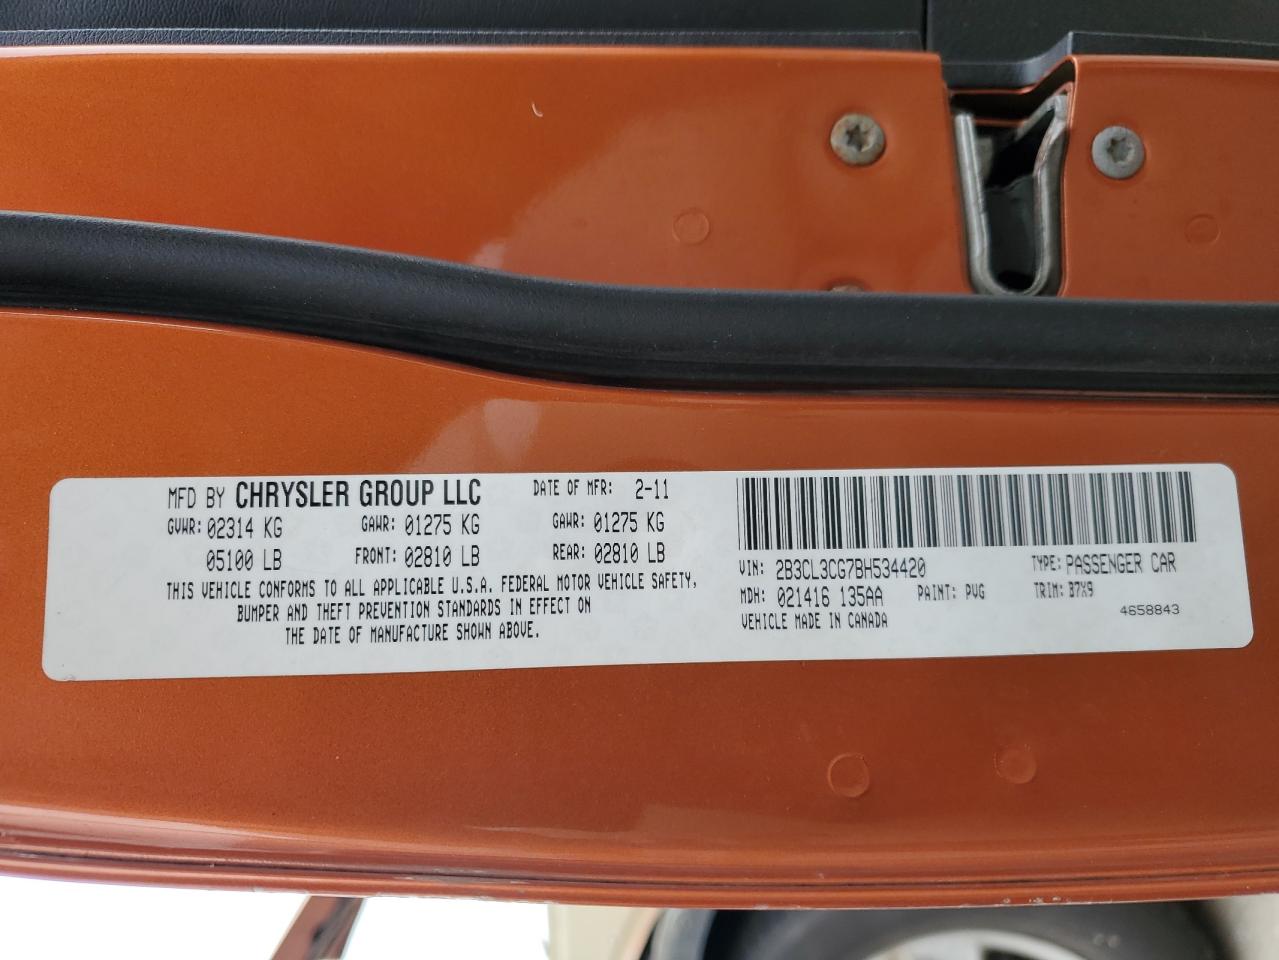 MFD BY CHRYSLER GROUP LLC DATE OF MFR: 2-11
GVWR: 02314 KG GAWR: 01275 KG GAWR: 01275 KG
05100 LB FRONT: 02810 LB REAR: 02810 LB
THIS VEHICLE CONFORMS TO ALL APPLICABLE U.S.A. FEDERAL MOTOR VEHICLE SAFETY,
BUMPER AND THEFT PREVENTION STANDARDS IN EFFECT ON
THE DATE OF MANUFACTURE SHOWN ABOVE.
VIN: 2B3CL3CG7BH534420 TYPE: PASSENGER CAR
MDH: 021416 135AA PAINT: PVG TRIM: B7X9
VEHICLE MADE IN CANADA 4658843